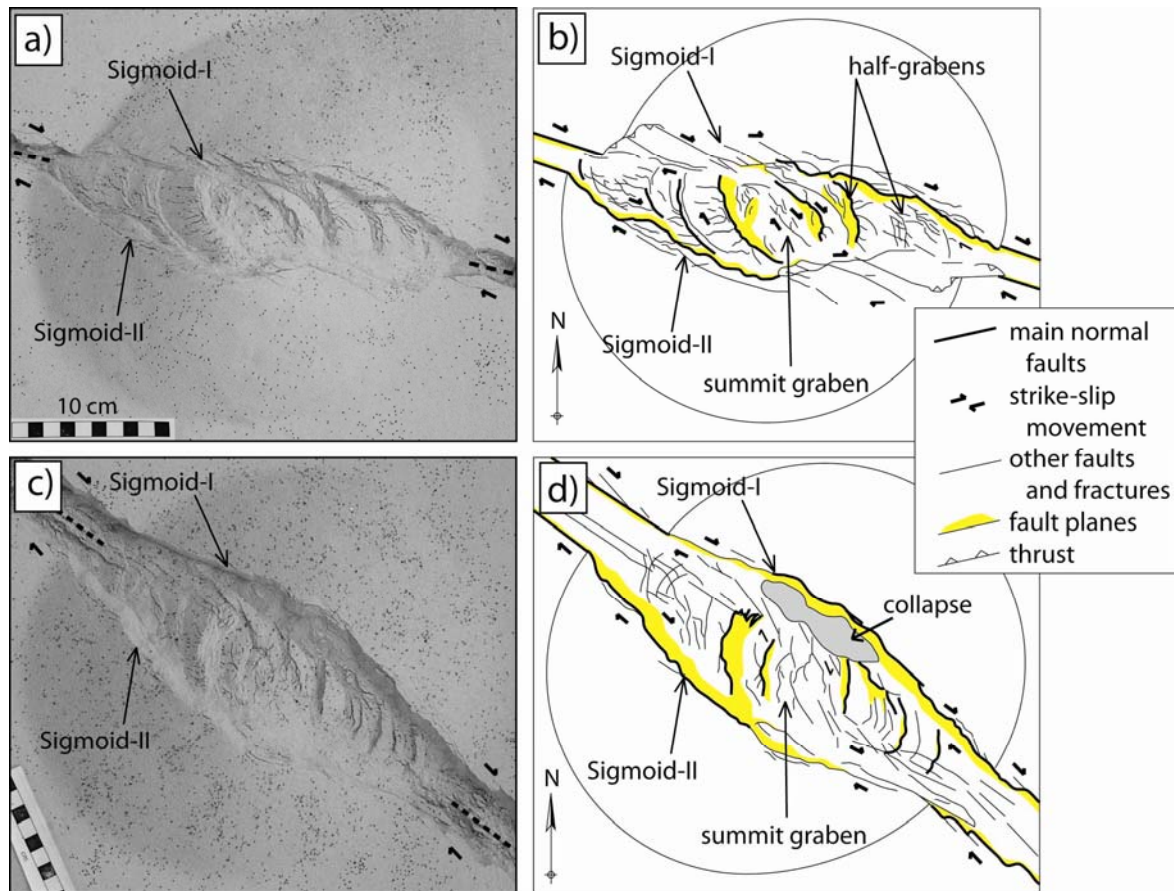 a)
Sigmoid-I
Sigmoid-II
10 cm
b)
Sigmoid-I
half-grabens
N
Sigmoid-II
summit graben
main normal
faults
strike-slip
movement
other faults
and fractures
fault planes
thrust
c)
Sigmoid-I
Sigmoid-II
d)
Sigmoid-I
collapse
N
Sigmoid-II
summit graben